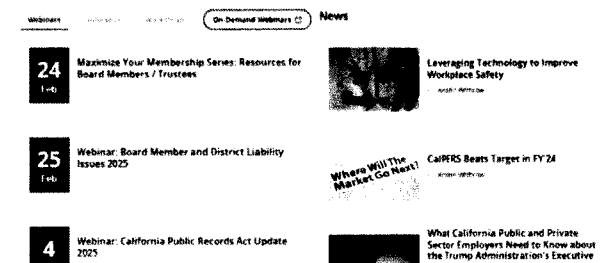 Webinars
On-Demand Webinars
News
24
Feb
Maximize Your Membership Series: Resources for
Board Members / Trustees
25
Feb
Webinar: Board Member and District Liability
Issues 2025
4
Webinar: California Public Records Act Update
2025
Leveraging Technology to Improve
Workplace Safety
Where Will The
Market Go Next?
CalPERS Beats Target in FY'24
What California Public and Private
Sector Employers Need to Know about
the Trump Administration's Executive